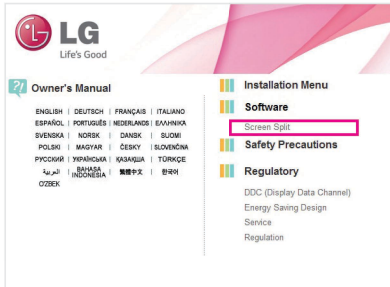 LG
Life's Good
Owner's Manual
ENGLISH | DEUTSCH | FRANÇAIS | ITALIANO
ESPAÑOL | PORTUGUÊS | NEDERLANDS | ΕΛΛΗΝΙΚΆ
SVENSKA | NORSK | DANSK | SUOMI
POLSKI | MAGYAR | ČESKY | SLOVENČINA
РУССКИЙ | УКРАЇНСЬКА | ҚАЗАҚША | TÜRKÇE
العربية | BAHASA INDONESIA | 繁體中文 | 한국어
O'ZBEK
Installation Menu
Software
Screen Split
Safety Precautions
Regulatory
DDC (Display Data Channel)
Energy Saving Design
Service
Regulation